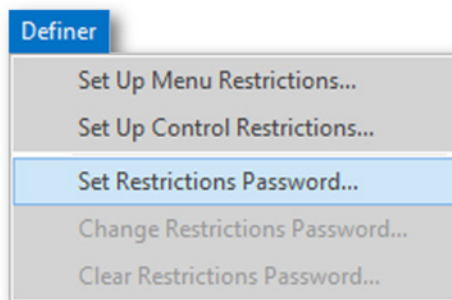 Definer
Set Up Menu Restrictions...
Set Up Control Restrictions...
Set Restrictions Password...
Change Restrictions Password...
Clear Restrictions Password...